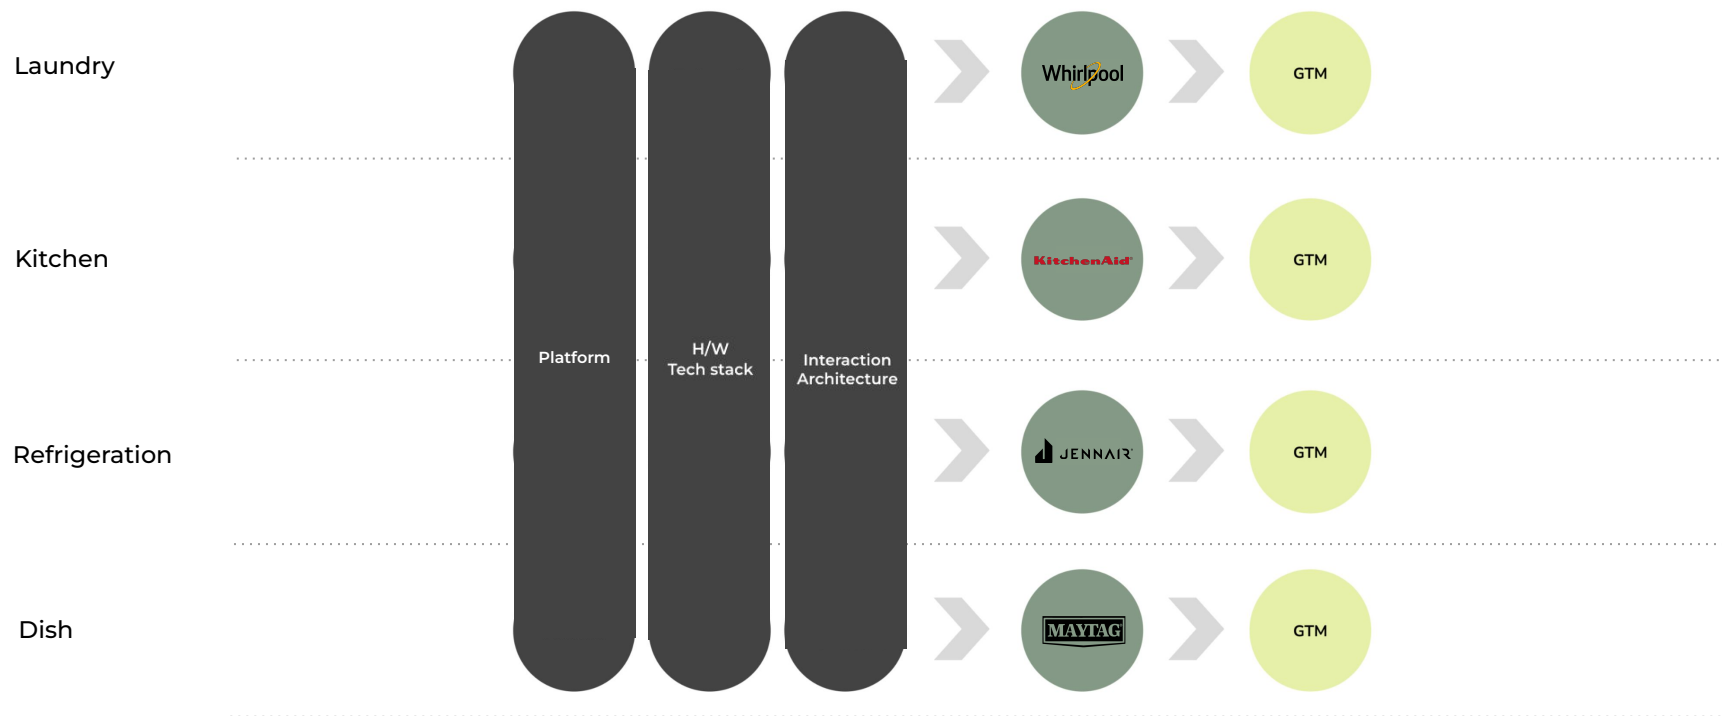 Laundry
Whirlpool
GTM
Kitchen
KitchenAid
GTM
Platform
H/W
Tech stack
Interaction
Architecture
Refrigeration
JENNAIR
GTM
Dish
MAYTAG
GTM